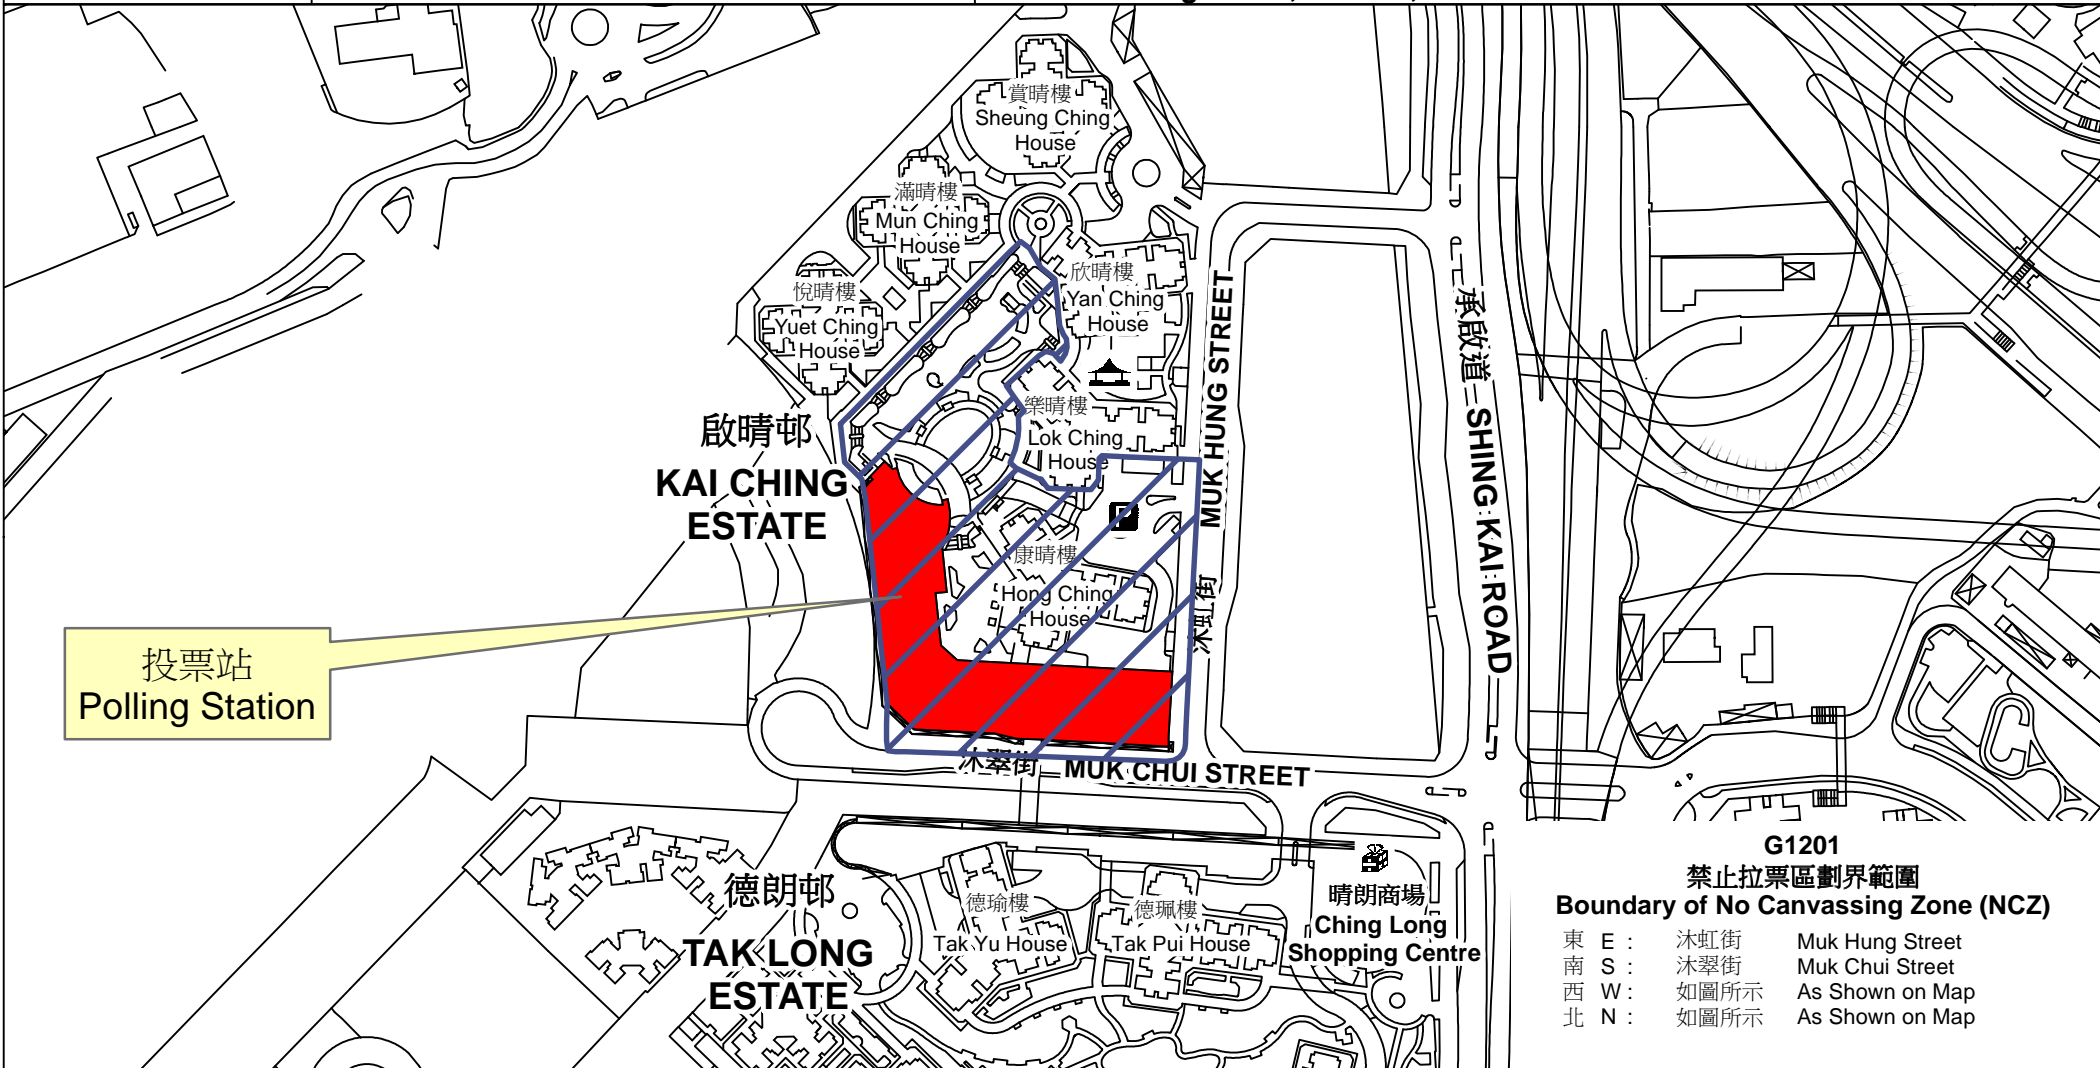 賞晴樓
Sheung Ching
House
滿晴樓
Mun Ching
House
欣晴樓
Yan Ching
House
悅晴樓
Yuet Ching
House
樂晴樓
Lok Ching
House
啟晴邨
KAI CHING
ESTATE
康晴樓
Hong Ching
House
P
MUK HUNG STREET
沐虹街
承啟道 SHING KAI ROAD
投票站
Polling Station
沐翠街 MUK CHUI STREET
德朗邨
TAK LONG
ESTATE
德瑜樓
Tak Yu House
德珮樓
Tak Pui House
晴朗商場
Ching Long
Shopping Centre
G1201
禁止拉票區劃界範圍
Boundary of No Canvassing Zone (NCZ)
東 E : 沐虹街 Muk Hung Street
南 S : 沐翠街 Muk Chui Street
西 W : 如圖所示 As Shown on Map
北 N : 如圖所示 As Shown on Map